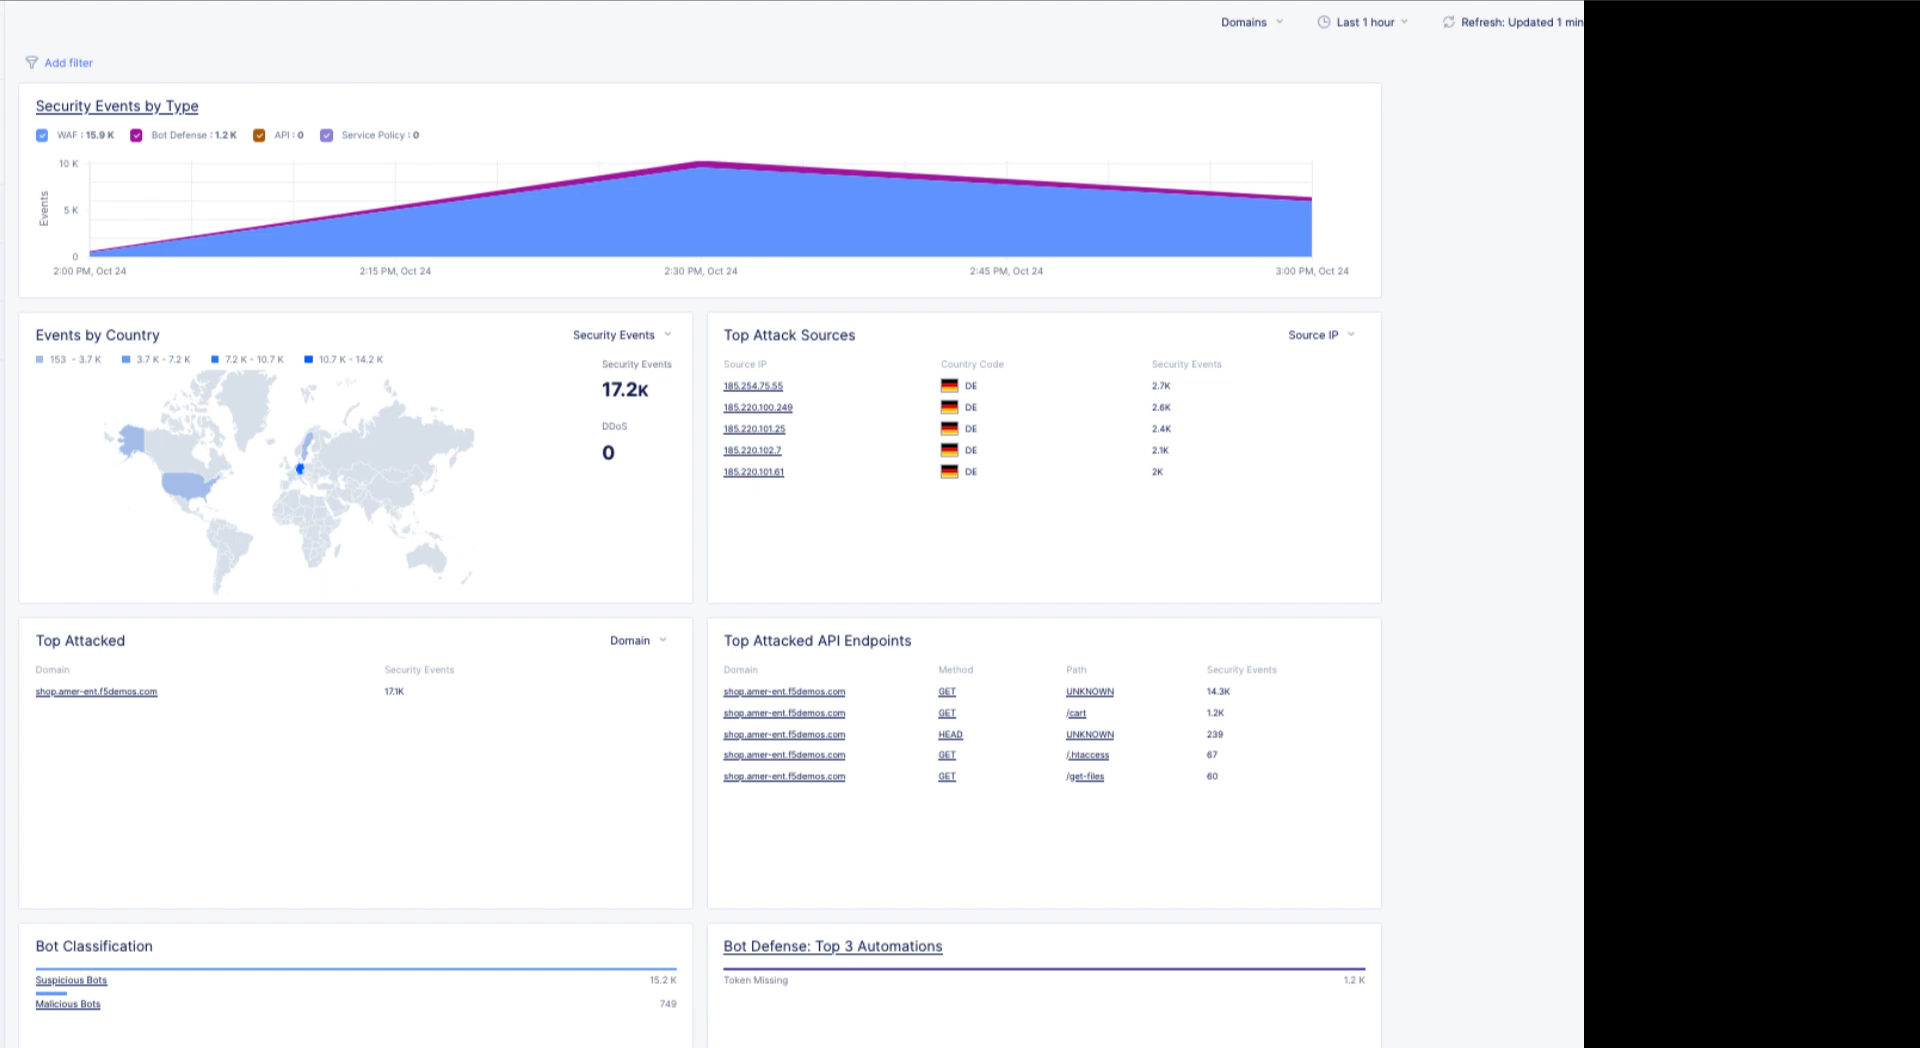 Domains Last 1 hour Refresh: Updated 1 min
Add filter
Security Events by Type
WAF : 15.9 K Bot Defense : 1.2 K API : 0 Service Policy : 0
10 K
5 K
0
Events
2:00 PM, Oct 24 2:15 PM, Oct 24 2:30 PM, Oct 24 2:45 PM, Oct 24 3:00 PM, Oct 24
Events by Country Security Events
153 - 3.7 K 3.7 K - 7.2 K 7.2 K - 10.7 K 10.7 K - 14.2 K
Security Events
17.2K
DDoS
0
Top Attack Sources Source IP
Source IP Country Code Security Events
185.254.75.55 DE 2.7K
185.220.100.249 DE 2.6K
185.220.101.25 DE 2.4K
185.220.102.7 DE 2.1K
185.220.101.61 DE 2K
Top Attacked Domain
Domain Security Events
shop.amer-ent.f5demos.com 17.1K
Top Attacked API Endpoints
Domain Method Path Security Events
shop.amer-ent.f5demos.com GET UNKNOWN 14.3K
shop.amer-ent.f5demos.com GET /cart 1.2K
shop.amer-ent.f5demos.com HEAD UNKNOWN 239
shop.amer-ent.f5demos.com GET /.htaccess 67
shop.amer-ent.f5demos.com GET /get-files 60
Bot Classification
Suspicious Bots 15.2 K
Malicious Bots 749
Bot Defense: Top 3 Automations
Token Missing 1.2 K